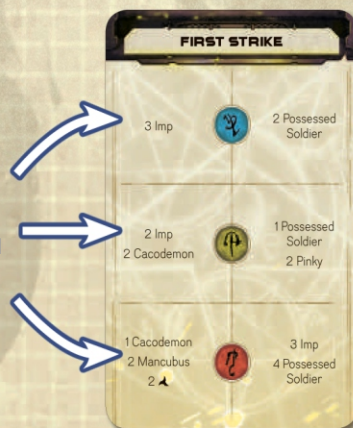 FIRST STRIKE
3 Imp
2 Possessed
Soldier
2 Imp
2 Cacodemon
1 Possessed
Soldier
2 Pinky
1 Cacodemon
2 Mancubus
2
3 Imp
4 Possessed
Soldier